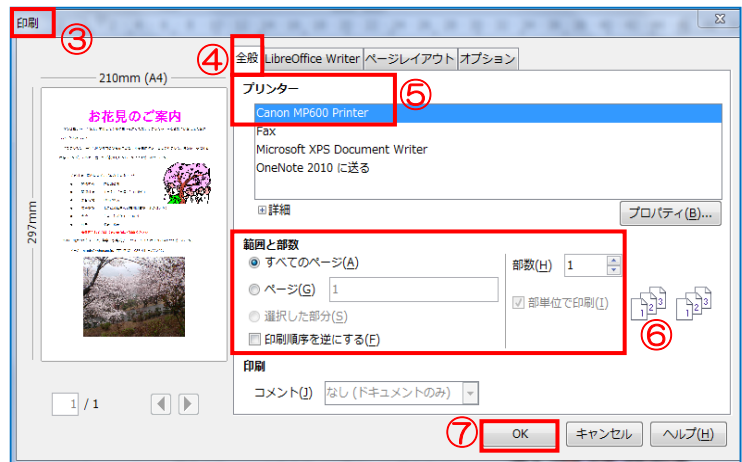 印刷
③
④
全般 LibreOffice Writer ページレイアウト オプション
210mm (A4)
297mm
お花見のご案内
プリンター
⑤
Canon MP600 Printer
Fax
Microsoft XPS Document Writer
OneNote 2010 に送る
詳細
プロパティ(B)...
範囲と部数
すべてのページ(A)
ページ(G) 1
選択した部分(S)
印刷順序を逆にする(F)
部数(H) 1
部単位で印刷(I)
1 2 3 1 2 3
⑥
印刷
コメント(J) なし (ドキュメントのみ)
1 / 1
⑦
OK キャンセル ヘルプ(H)